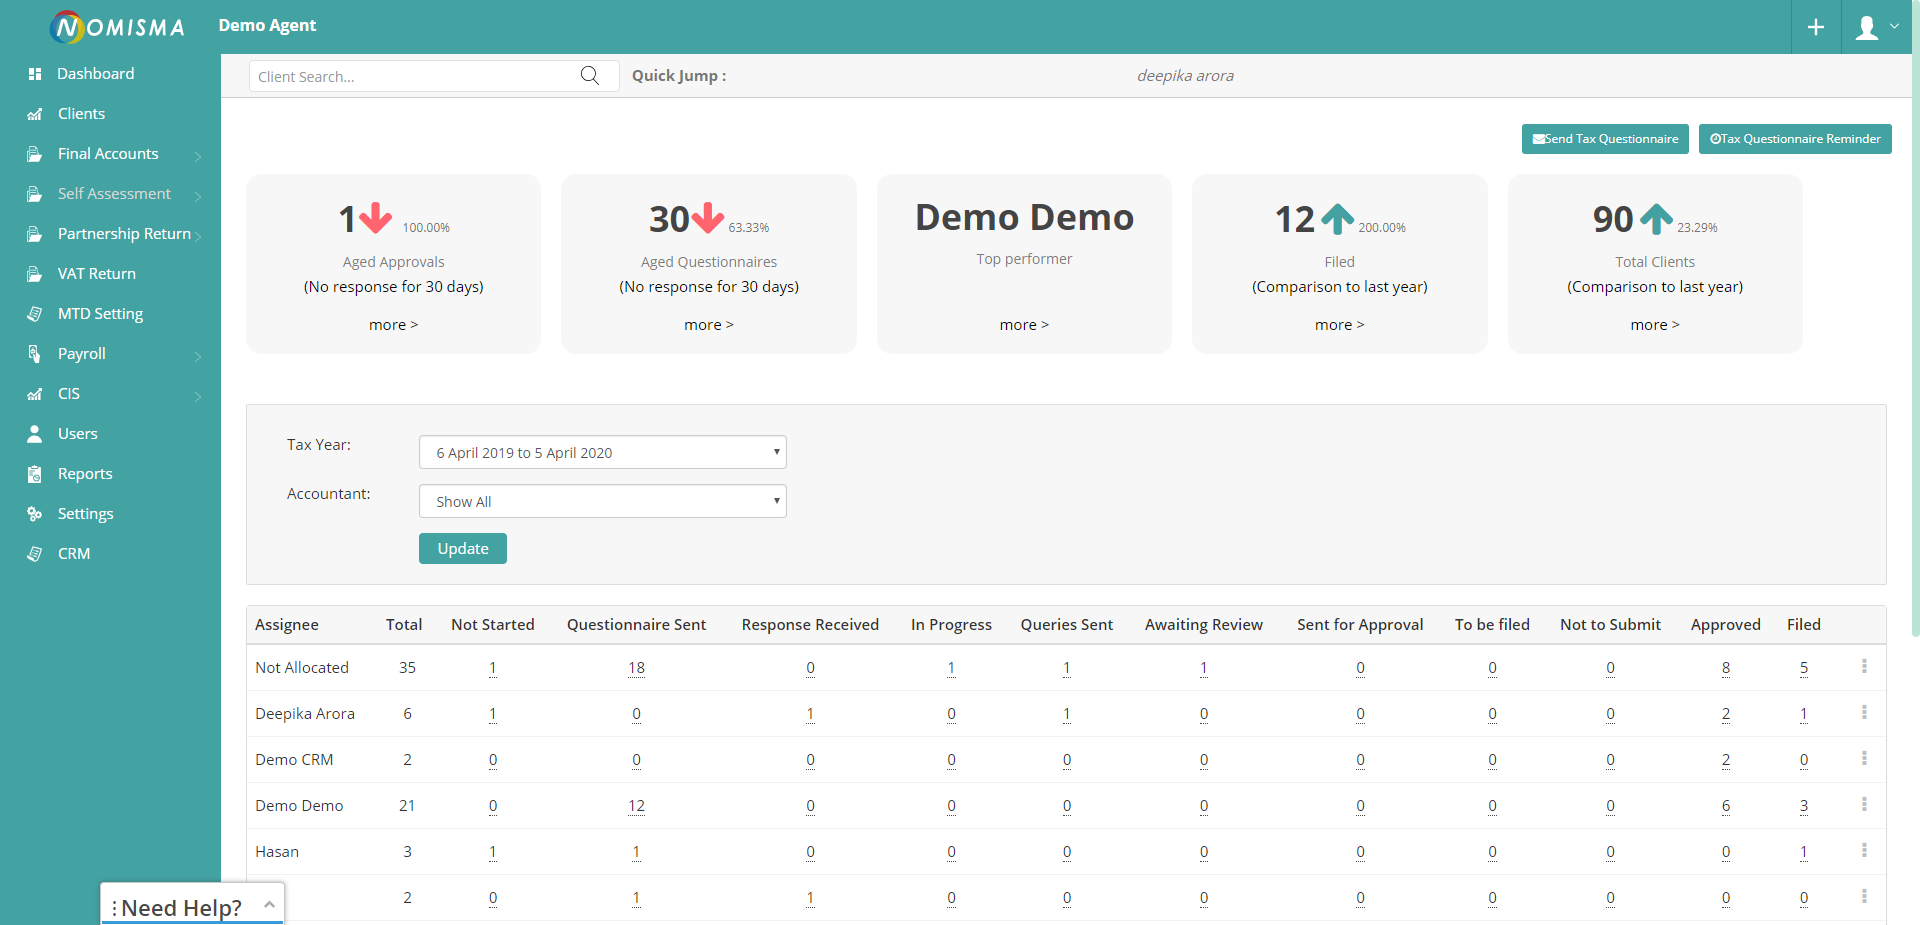 NOMISMA Demo Agent
Dashboard
Clients
Final Accounts
Self Assessment
Partnership Return
VAT Return
MTD Setting
Payroll
CIS
Users
Reports
Settings
CRM
Client Search... Quick Jump : deepika arora
Send Tax Questionnaire Tax Questionnaire Reminder
1 100.00%
Aged Approvals
(No response for 30 days)
more >
30 63.33%
Aged Questionnaires
(No response for 30 days)
more >
Demo Demo
Top performer
more >
12 200.00%
Filed
(Comparison to last year)
more >
90 23.29%
Total Clients
(Comparison to last year)
more >
Tax Year: 6 April 2019 to 5 April 2020
Accountant: Show All
Update
Assignee Total Not Started Questionnaire Sent Response Received In Progress Queries Sent Awaiting Review Sent for Approval To be filed Not to Submit Approved Filed
Not Allocated 35 1 18 0 1 1 1 0 0 0 8 5
Deepika Arora 6 1 0 1 0 1 0 0 0 0 2 1
Demo CRM 2 0 0 0 0 0 0 0 0 0 2 0
Demo Demo 21 0 12 0 0 0 0 0 0 0 6 3
Hasan 3 1 1 0 0 0 0 0 0 0 0 1
2 0 1 1 0 0 0 0 0 0 0 0
Need Help?